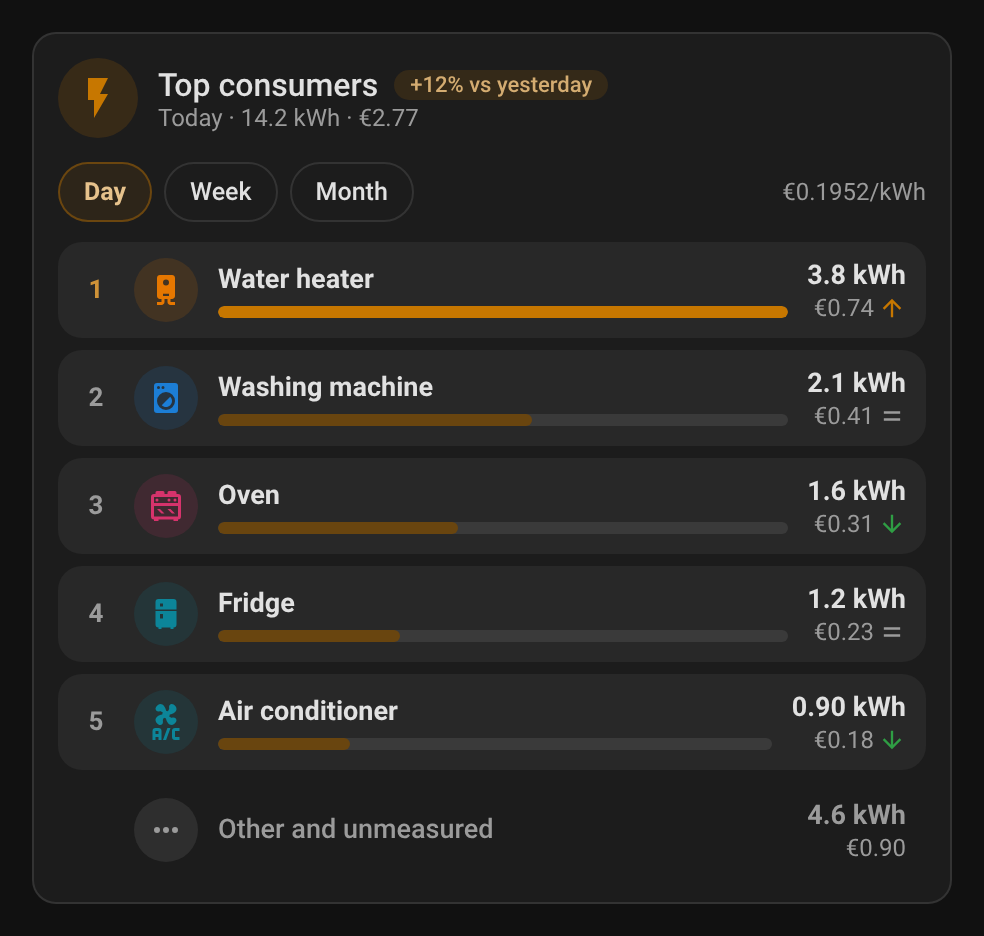 Top consumers +12% vs yesterday
Today · 14.2 kWh · €2.77
Day Week Month €0.1952/kWh
1 Water heater 3.8 kWh
€0.74
2 Washing machine 2.1 kWh
€0.41
3 Oven 1.6 kWh
€0.31
4 Fridge 1.2 kWh
€0.23
5 A/C Air conditioner 0.90 kWh
€0.18
Other and unmeasured 4.6 kWh
€0.90